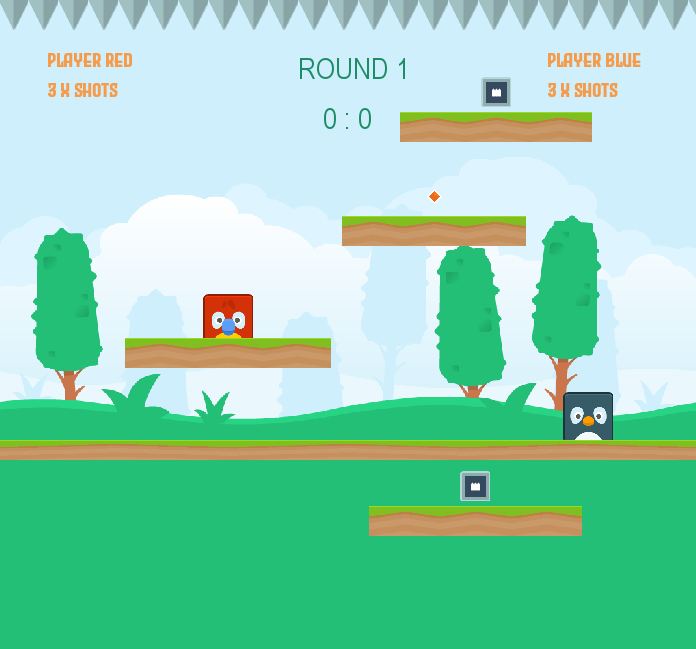 PLAYER RED
3 X SHOTS
ROUND 1
0 : 0
PLAYER BLUE
3 X SHOTS